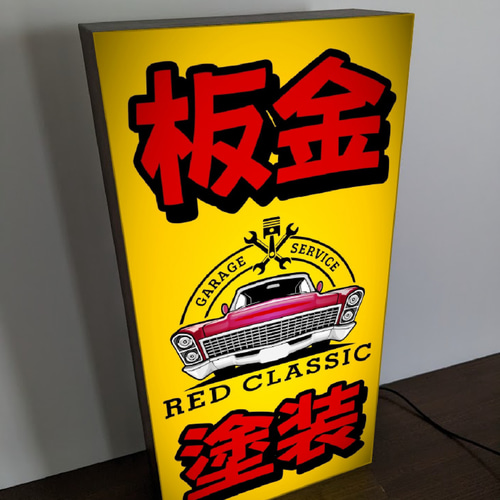 板金
GARAGE SERVICE
RED CLASSIC
塗装